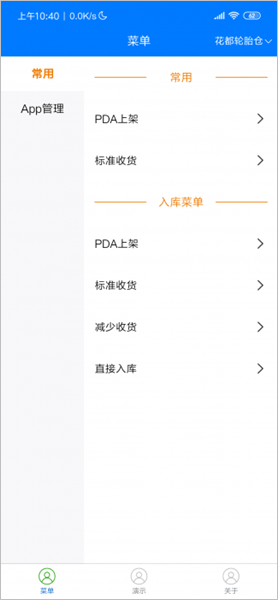 上午10:40 | 0.0K/s
62
菜单
花都轮胎仓
常用
App管理
常用
PDA上架
标准收货
入库菜单
PDA上架
标准收货
减少收货
直接入库
菜单
演示
关于